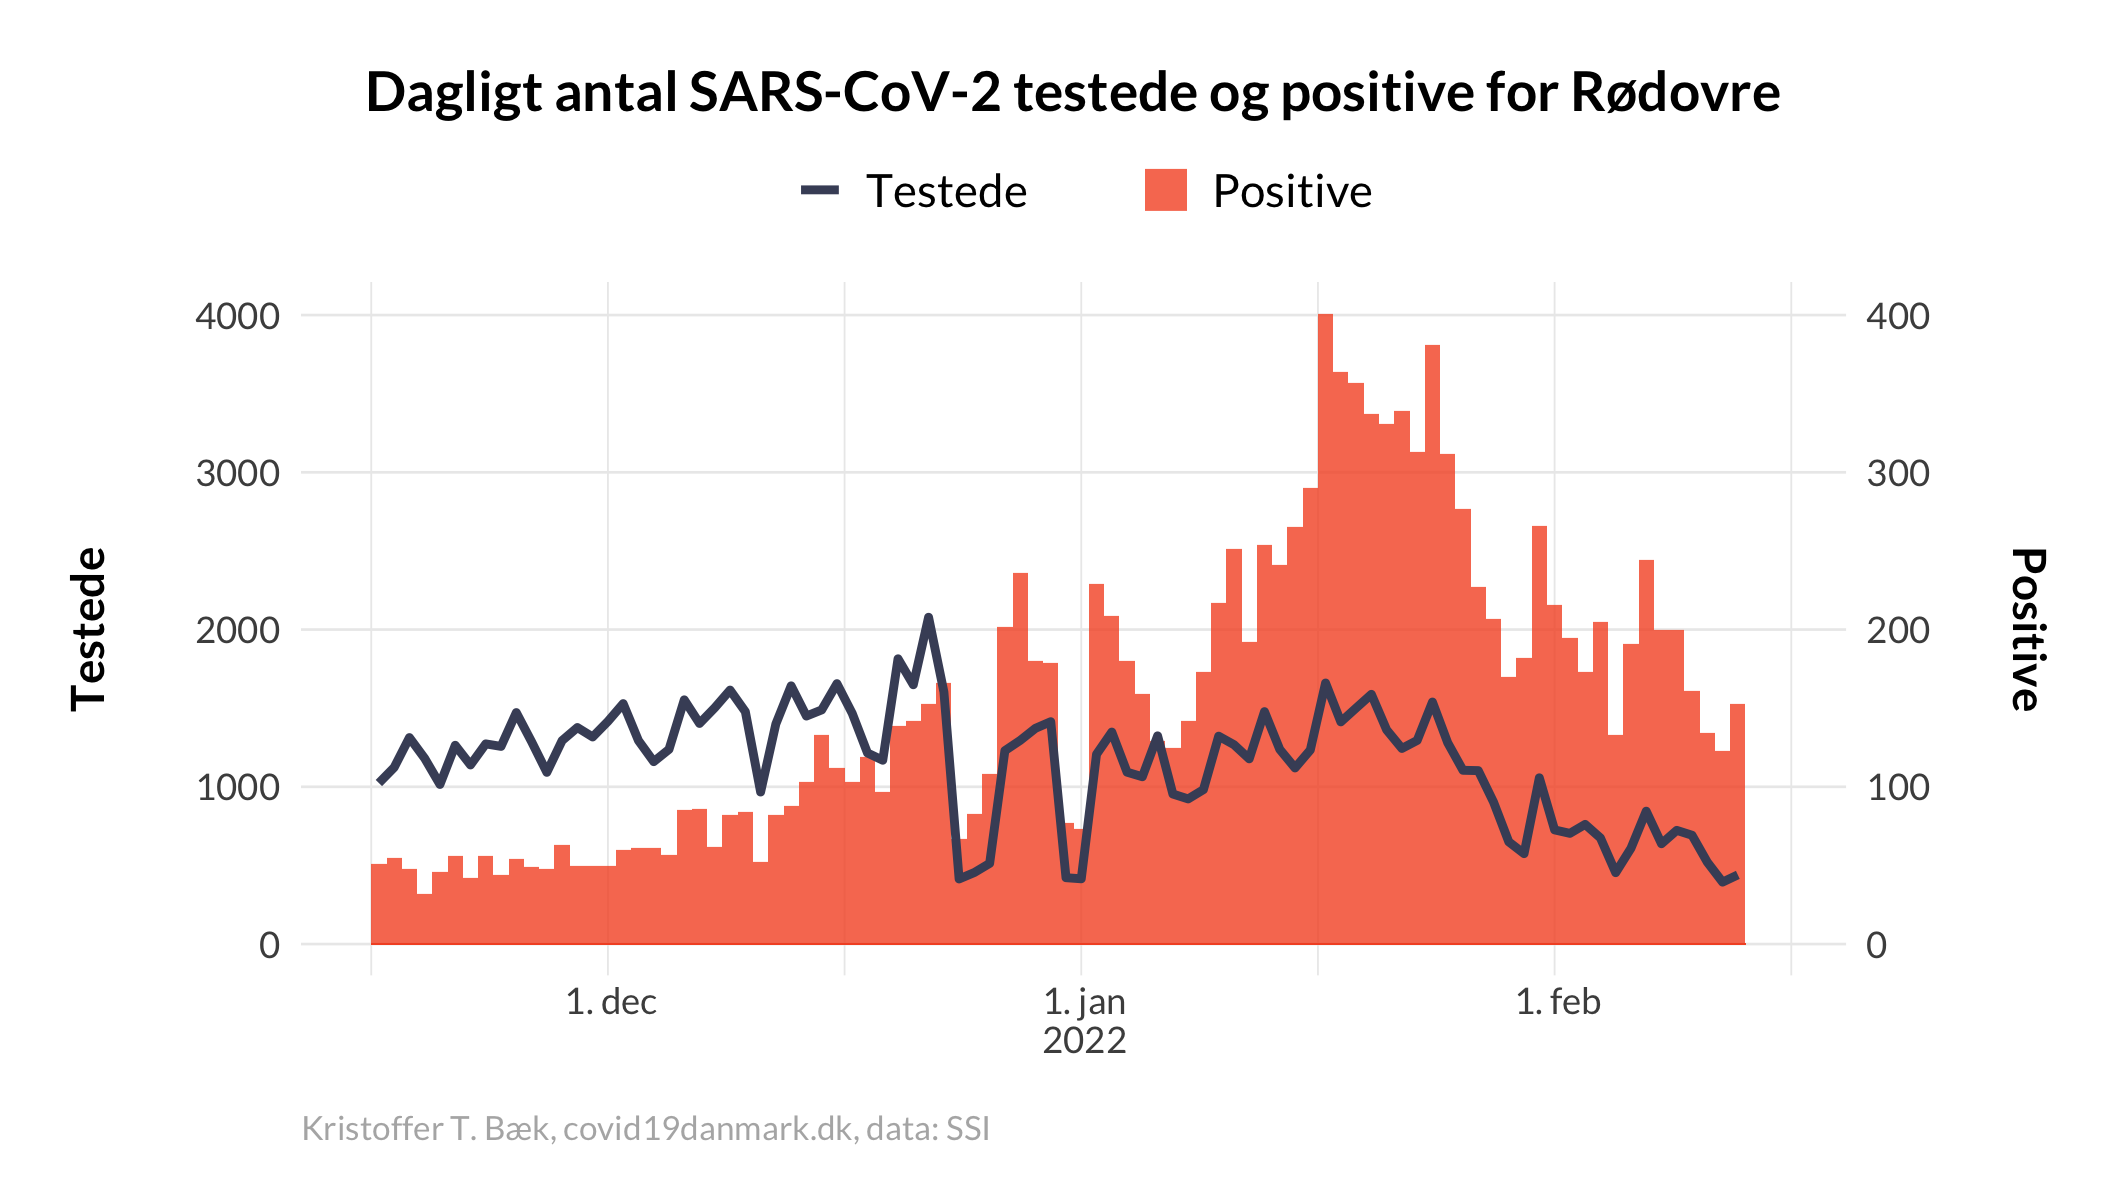 Dagligt antal SARS-CoV-2 testede og positive for Rødovre
Testede
Positive
4000
3000
2000
1000
0
Testede
400
300
200
100
0
Positive
1. dec
1. jan
2022
1. feb
Kristoffer T. Bæk, covid19danmark.dk, data: SSI